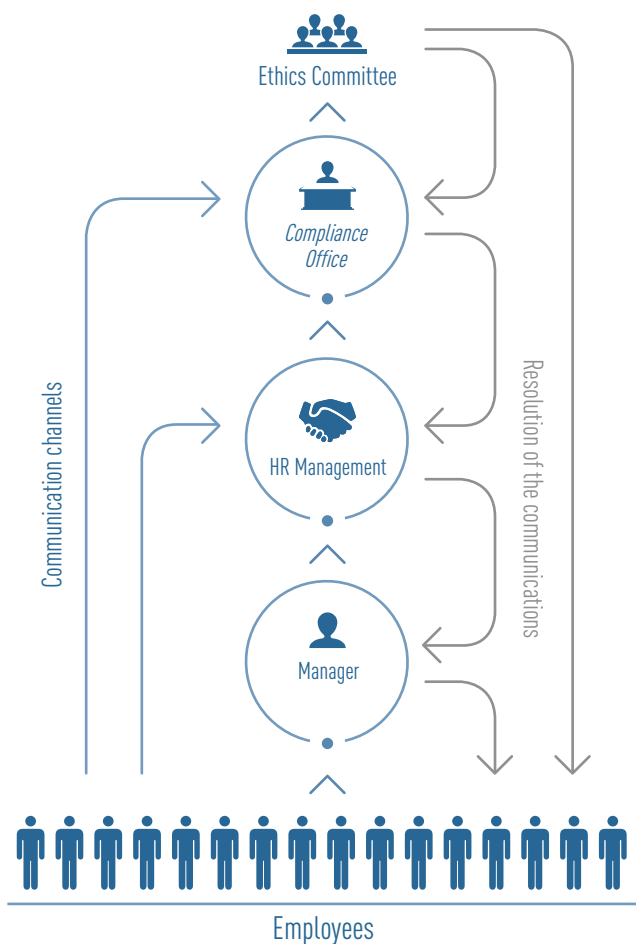 Ethics Committee
Compliance
Office
Communication channels
HR Management
Resolution of the communications
Manager
Employees